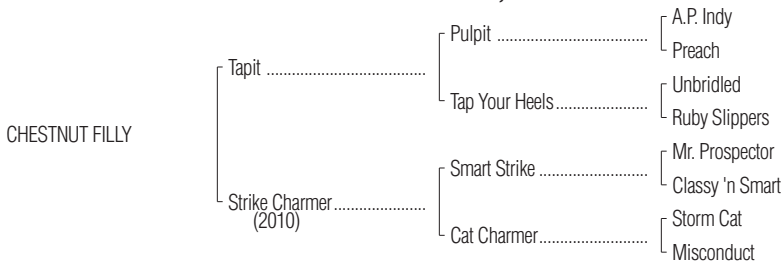 CHESTNUT FILLY
Tapit ....................................
Strike Charmer....................
(2010)
Pulpit ..................................
Tap Your Heels....................
Smart Strike ........................
Cat Charmer........................
A.P. Indy
Preach
Unbridled
Ruby Slippers
Mr. Prospector
Classy 'n Smart
Storm Cat
Misconduct